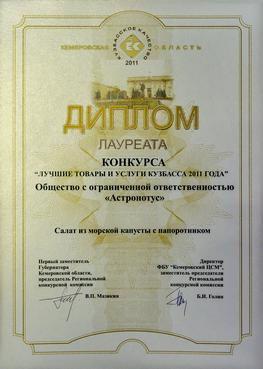 КУЗБАССКОЕ КАЧЕСТВО
КЕМЕРОВСКАЯ ОБЛАСТЬ
2011
ДИПЛОМ
ЛАУРЕАТА
КОНКУРСА
"ЛУЧШИЕ ТОВАРЫ И УСЛУГИ КУЗБАССА 2011 ГОДА"
Общество с ограниченной ответственностью
«Астронотус»
Салат из морской капусты с папоротником
Первый заместитель
Губернатора
Кемеровской области,
председатель Региональной
конкурсной комиссии
В.П. Мазикин
Директор
ФБУ "Кемеровский ЦСМ",
заместитель председателя
Региональной
конкурсной комиссии
Б.И. Галин